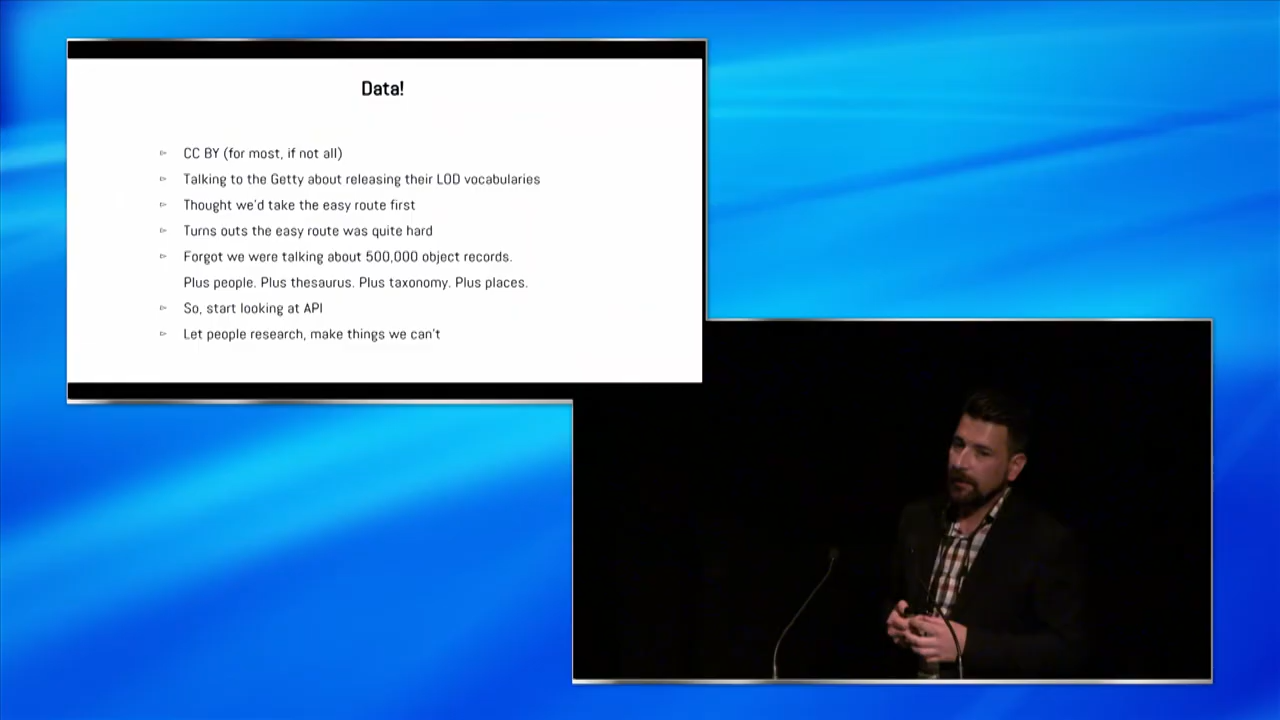 Data!
▻ CC BY (for most, if not all)
▻ Talking to the Getty about releasing their LOD vocabularies
▻ Thought we'd take the easy route first
▻ Turns outs the easy route was quite hard
▻ Forgot we were talking about 500,000 object records.
Plus people. Plus thesaurus. Plus taxonomy. Plus places.
▻ So, start looking at API
▻ Let people research, make things we can't